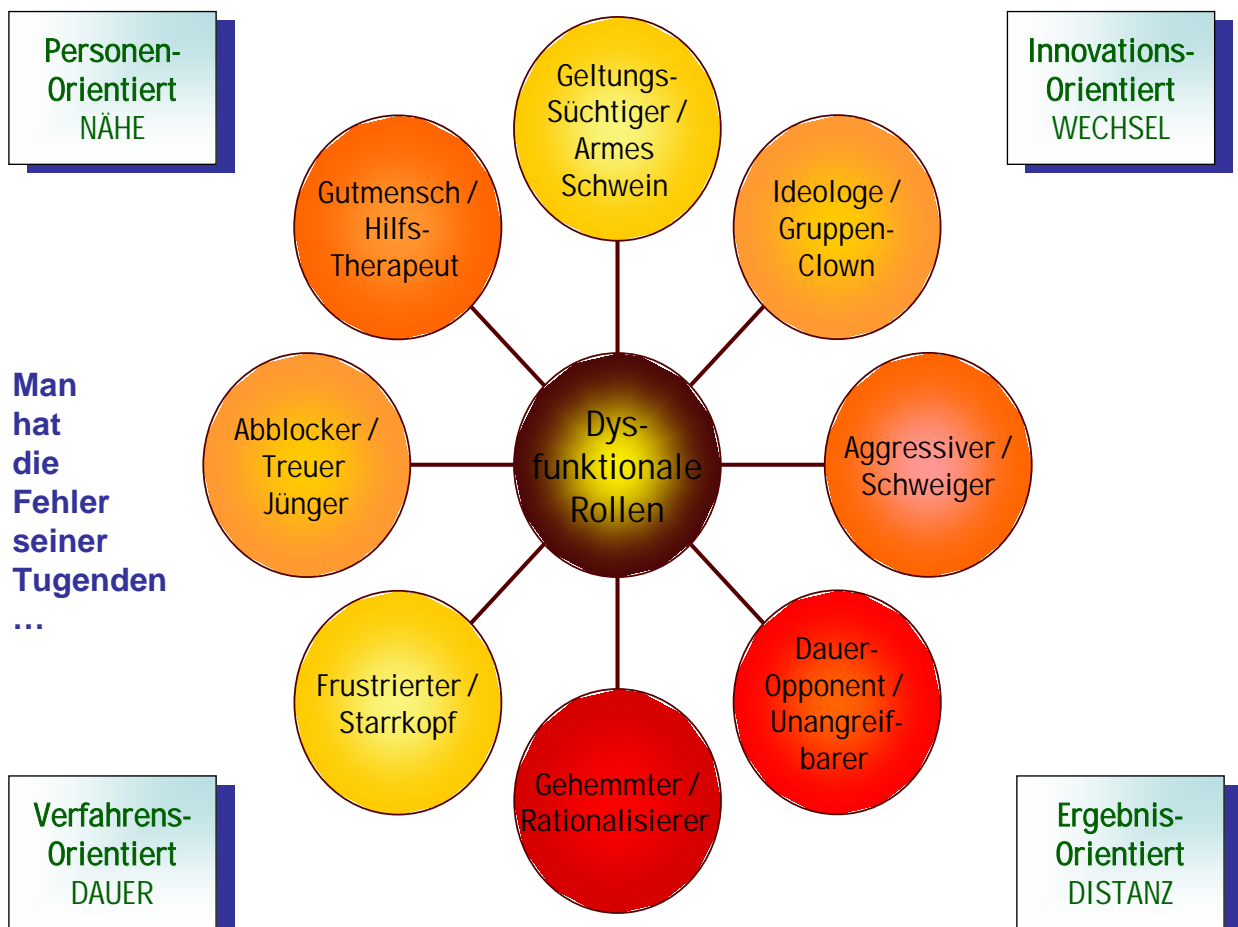 Personen-
Orientiert
NÄHE
Innovations-
Orientiert
WECHSEL
Geltungs-
Süchtiger /
Armes
Schwein
Gutmensch /
Hilfs-
Therapeut
Ideologe /
Gruppen-
Clown
Man
hat
die
Fehler
seiner
Tugenden
…
Abblocker /
Treuer
Jünger
Dys-
funktionale
Rollen
Aggressiver /
Schweiger
Frustrierter /
Starrkopf
Dauer-
Opponent /
Unangreif-
barer
Gehemmter /
Rationalisierer
Verfahrens-
Orientiert
DAUER
Ergebnis-
Orientiert
DISTANZ